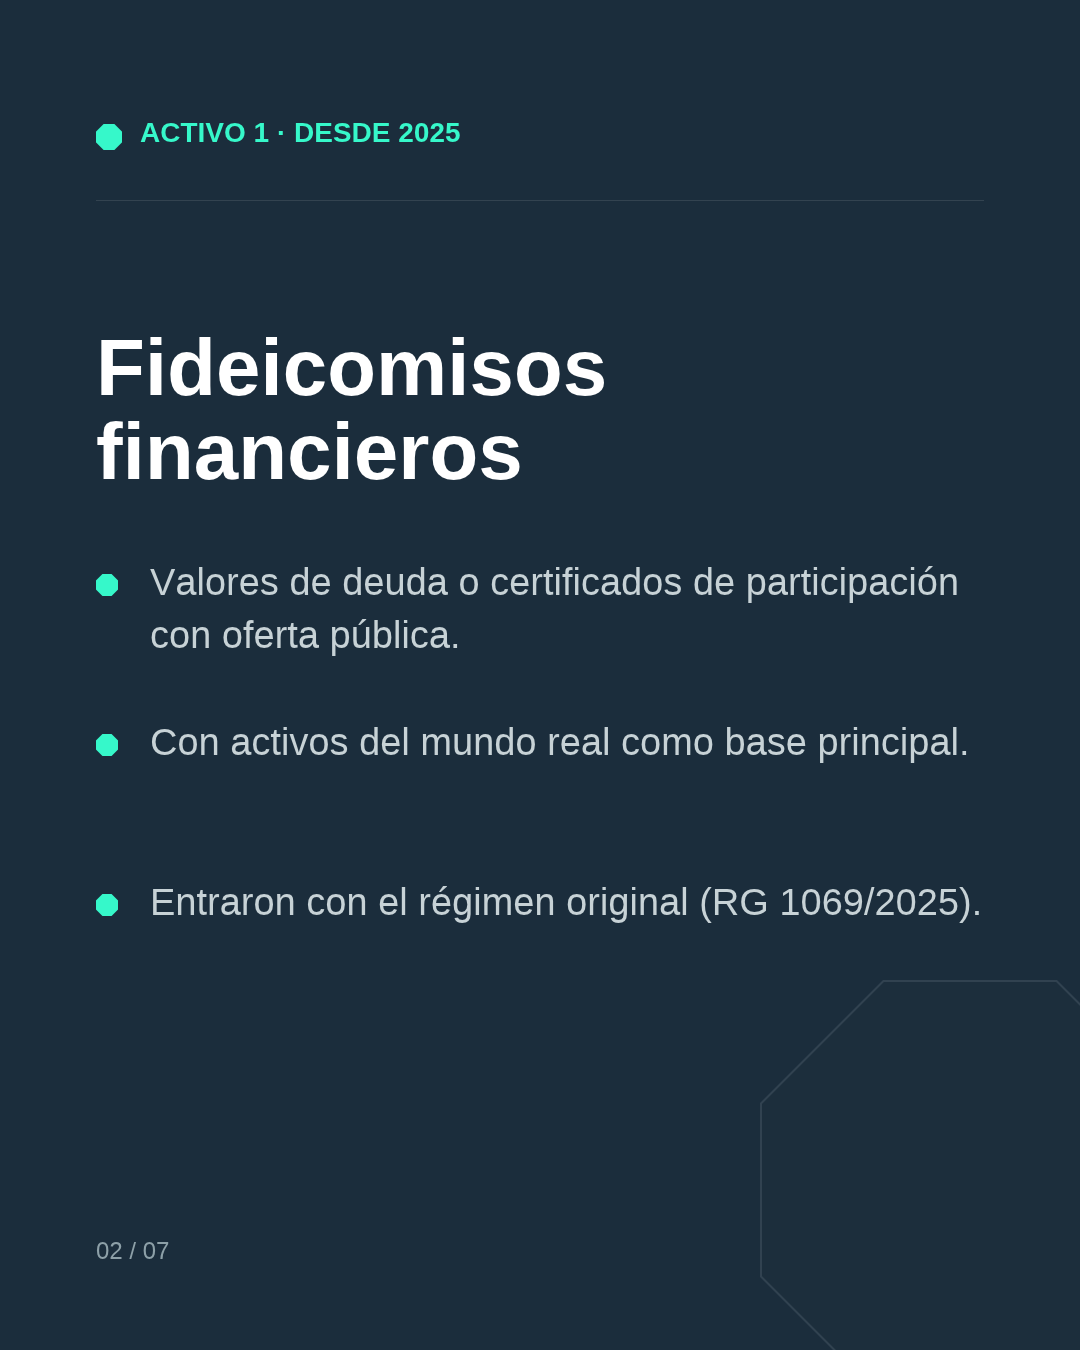 ACTIVO 1 · DESDE 2025
Fideicomisos
financieros
Valores de deuda o certificados de participación
con oferta pública.
Con activos del mundo real como base principal.
Entraron con el régimen original (RG 1069/2025).
02 / 07